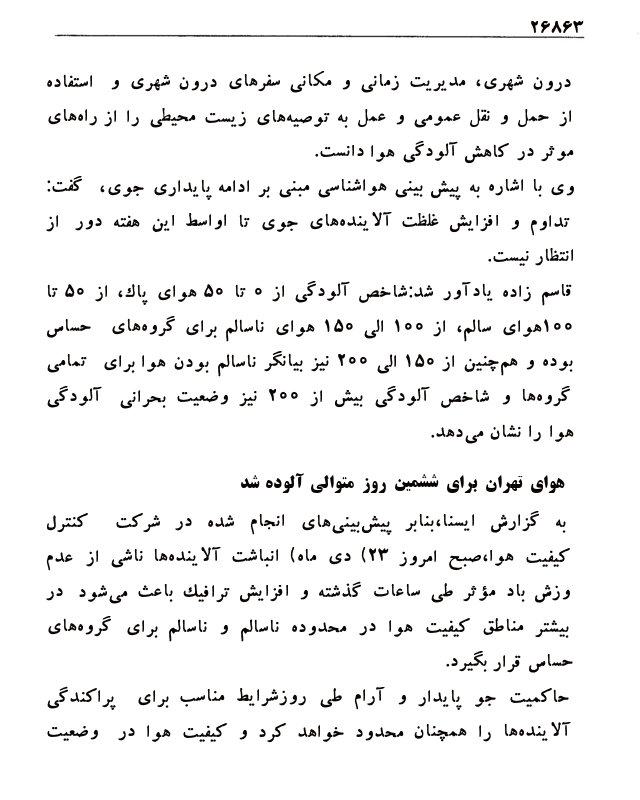 ۲۶۸۶۳
درون شهری، مدیریت زمانی و مکانی سفرهای درون شهری و استفاده
از حمل و نقل عمومی و عمل به توصیه‌های زیست محیطی را از راه‌های
موثر در کاهش آلودگی هوا دانست.
وی با اشاره به پیش بینی هواشناسی مبنی بر ادامه پایداری جوی، گفت:
تداوم و افزایش غلظت آلاینده‌های جوی تا اواسط این هفته دور از
انتظار نیست.
قاسم زاده یادآور شد:شاخص آلودگی از ۰ تا ۵۰ هوای پاك، از ۵۰ تا
۱۰۰هوای سالم، از ۱۰۰ الی ۱۵۰ هوای ناسالم برای گروه‌های حساس
بوده و هم‌چنین از ۱۵۰ الی ۲۰۰ نیز بیانگر ناسالم بودن هوا برای تمامی
گروه‌ها و شاخص آلودگی بیش از ۲۰۰ نیز وضعیت بحرانی آلودگی
هوا را نشان می‌دهد.
هوای تهران برای ششمین روز متوالی آلوده شد
به گزارش ایسنا،بنابر پیش‌بینی‌های انجام شده در شرکت کنترل
کیفیت هوا،صبح امروز ۲۳) دی ماه) انباشت آلاینده‌ها ناشی از عدم
وزش باد مؤثر طی ساعات گذشته و افزایش ترافیك باعث می‌شود در
بیشتر مناطق کیفیت هوا در محدوده ناسالم و ناسالم برای گروه‌های
حساس قرار بگیرد.
حاکمیت جو پایدار و آرام طی روزشرایط مناسب برای پراکندگی
آلاینده‌ها را همچنان محدود خواهد کرد و کیفیت هوا در وضعیت